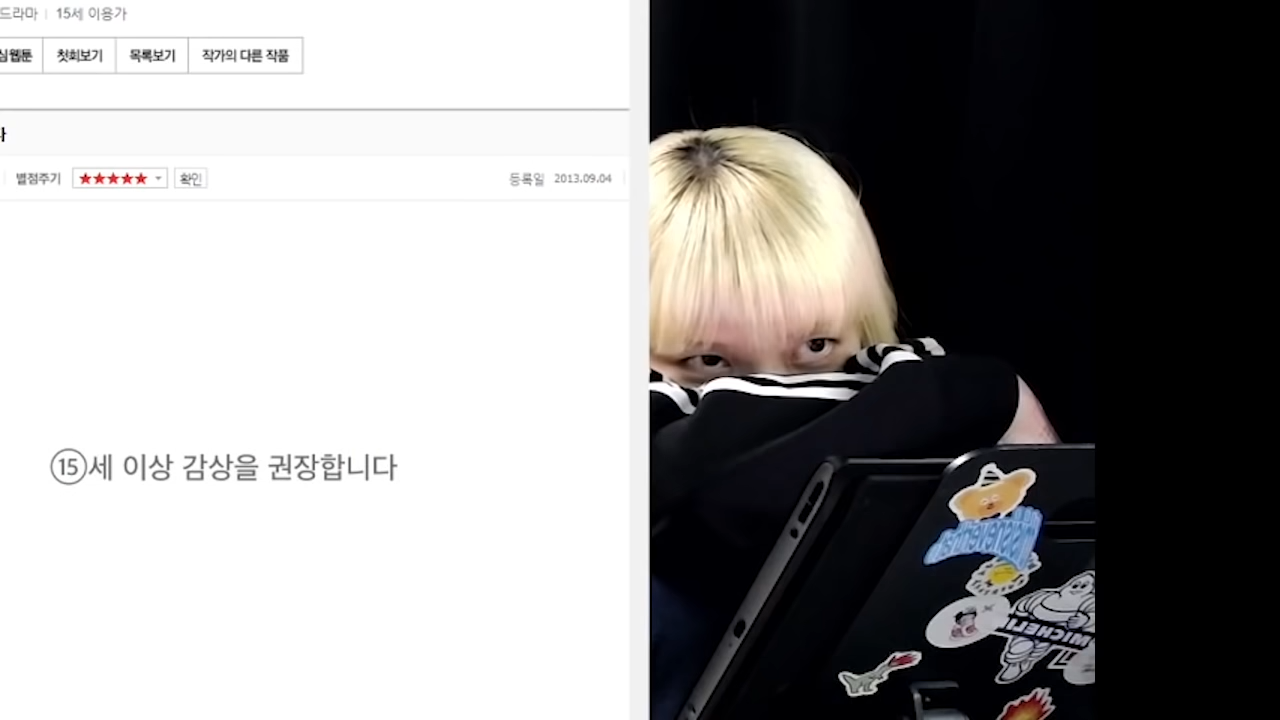 드라마 | 15세 이용가
심웹툰 첫회보기 목록보기 작가의 다른 작품
별점주기 ★★★★★ 확인 등록일 2013.09.04
⑮세 이상 감상을 권장합니다
MICHELIN